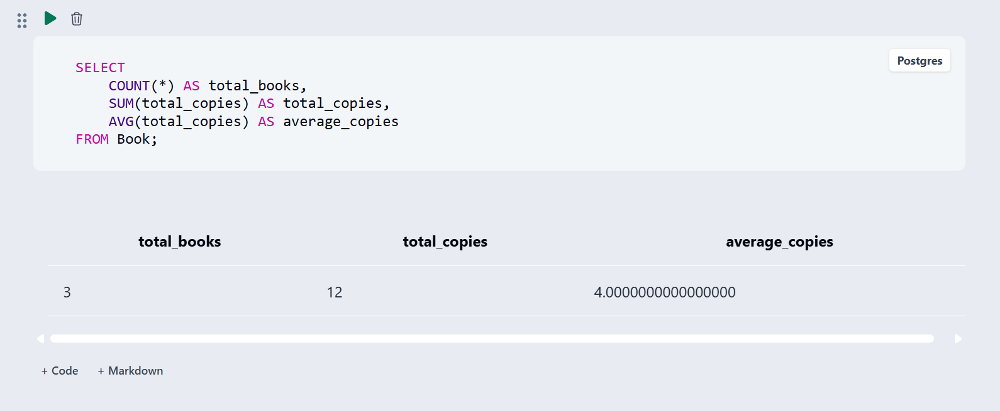 Postgres
SELECT
    COUNT(*) AS total_books,
    SUM(total_copies) AS total_copies,
    AVG(total_copies) AS average_copies
FROM Book;
total_books total_copies average_copies
3 12 4.0000000000000000
+ Code + Markdown